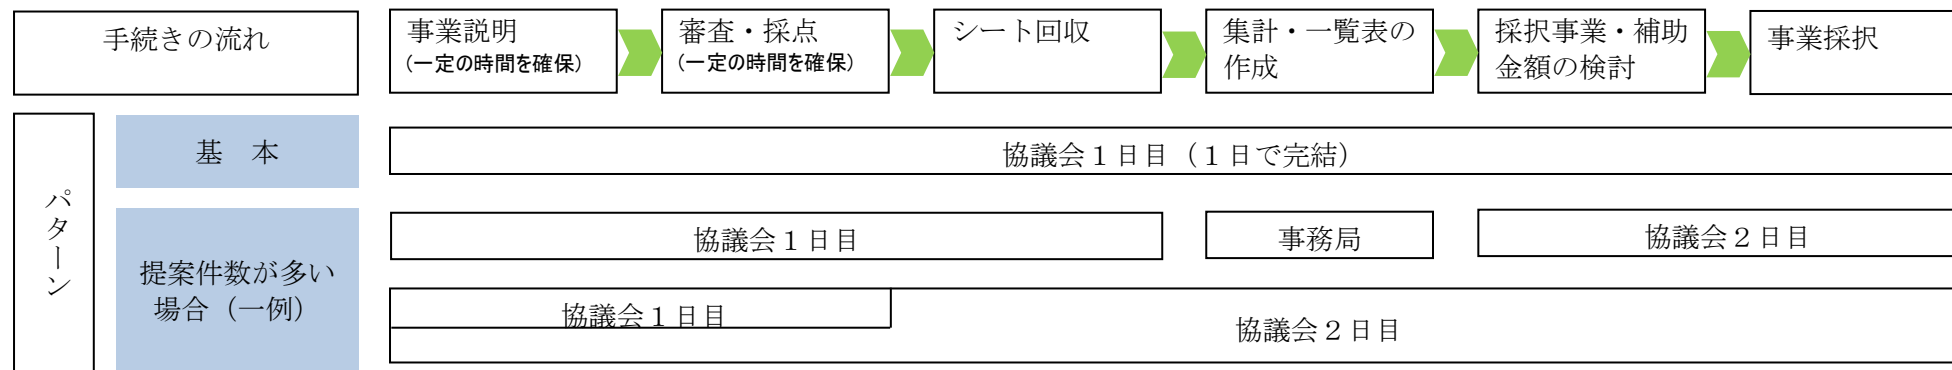 手続きの流れ
事業説明
(一定の時間を確保)
審査・採点
(一定の時間を確保)
シート回収
集計・一覧表の
作成
採択事業・補助
金額の検討
事業採択
パターン
基　本
協議会１日目（１日で完結）
提案件数が多い
場合（一例）
協議会１日目
事務局
協議会２日目
協議会１日目
協議会２日目